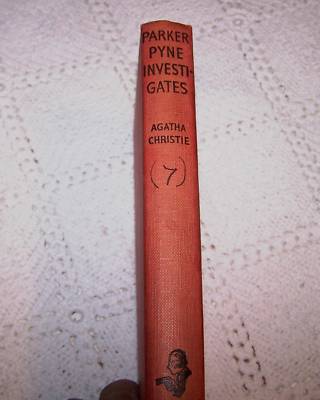 PARKER
PYNE
INVESTI-
GATES
AGATHA
CHRISTIE
(7)